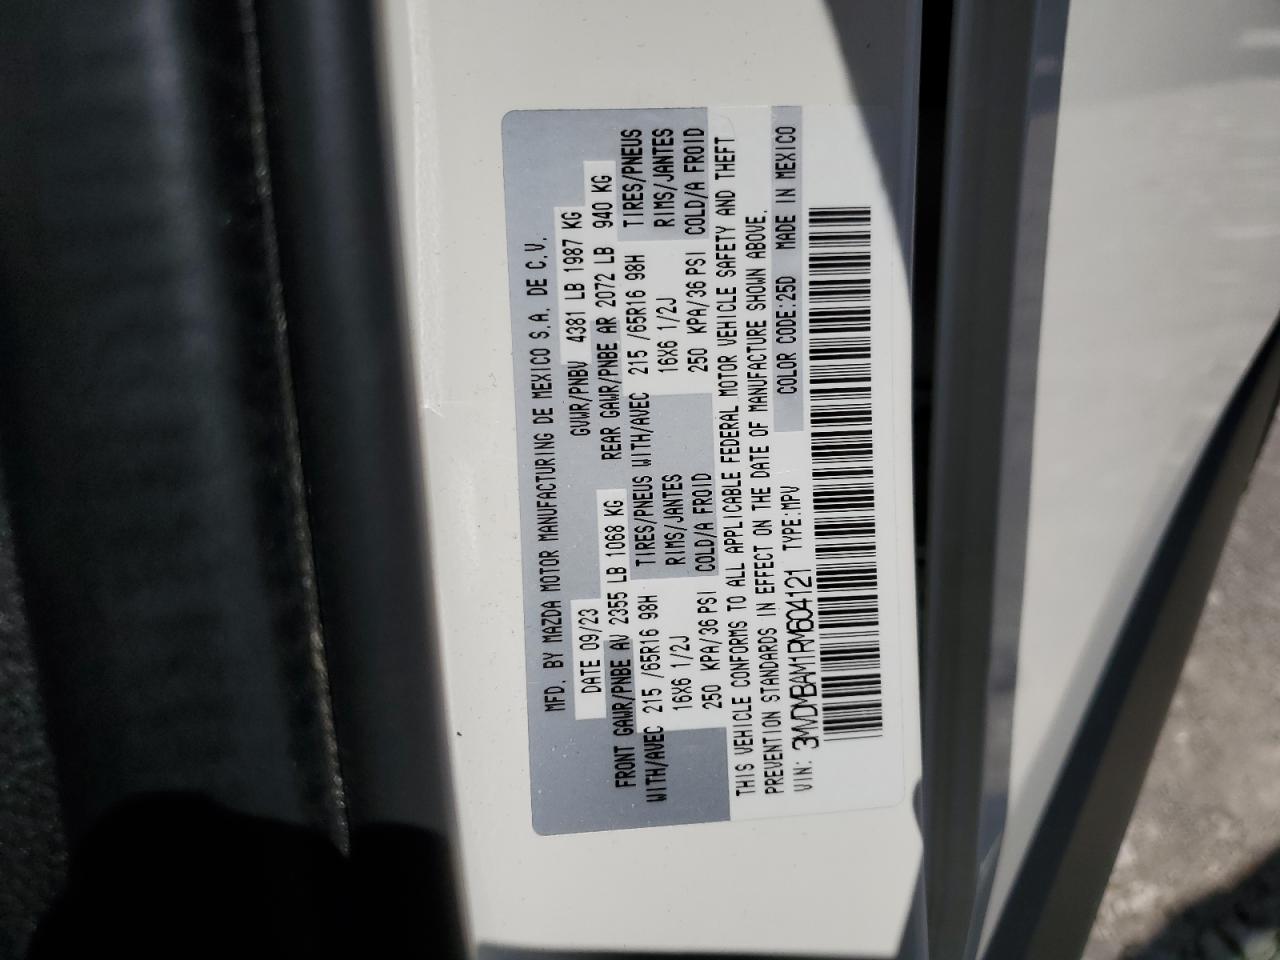 MFD. BY MAZDA MOTOR MANUFACTURING DE MEXICO S.A. DE C.V.
DATE 09/23 GVWR/PNBV 4381 LB 1987 KG
FRONT GAWR/PNBE AV 2355 LB 1068 KG REAR GAWR/PNBE AR 2072 LB 940 KG
WITH/AVEC 215 /65R16 98H TIRES/PNEUS WITH/AVEC 215 /65R16 98H TIRES/PNEUS
16X6 1/2J RIMS/JANTES 16X6 1/2J RIMS/JANTES
250 KPA/36 PSI COLD/A FROID 250 KPA/36 PSI COLD/A FROID
THIS VEHICLE CONFORMS TO ALL APPLICABLE FEDERAL MOTOR VEHICLE SAFETY AND THEFT
PREVENTION STANDARDS IN EFFECT ON THE DATE OF MANUFACTURE SHOWN ABOVE.
VIN: 3MVDMBAM1RM604121 TYPE:MPV COLOR CODE:25D MADE IN MEXICO